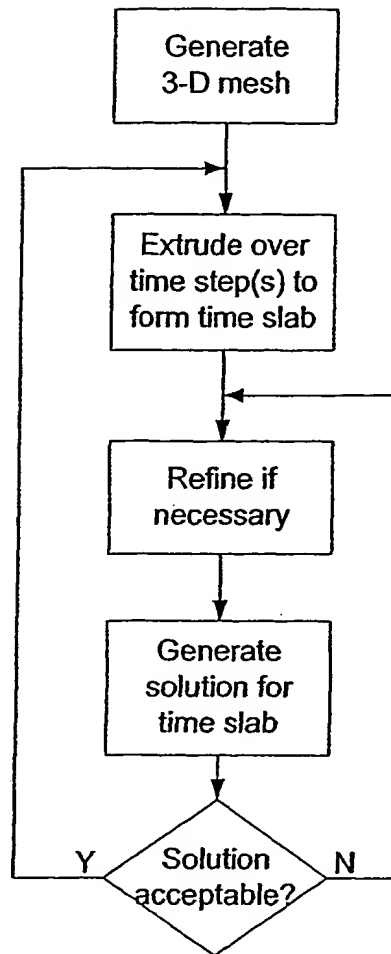 Generate
3-D mesh
Extrude over
time step(s) to
form time slab
Refine if
necessary
Generate
solution for
time slab
Y
Solution
N
acceptable?